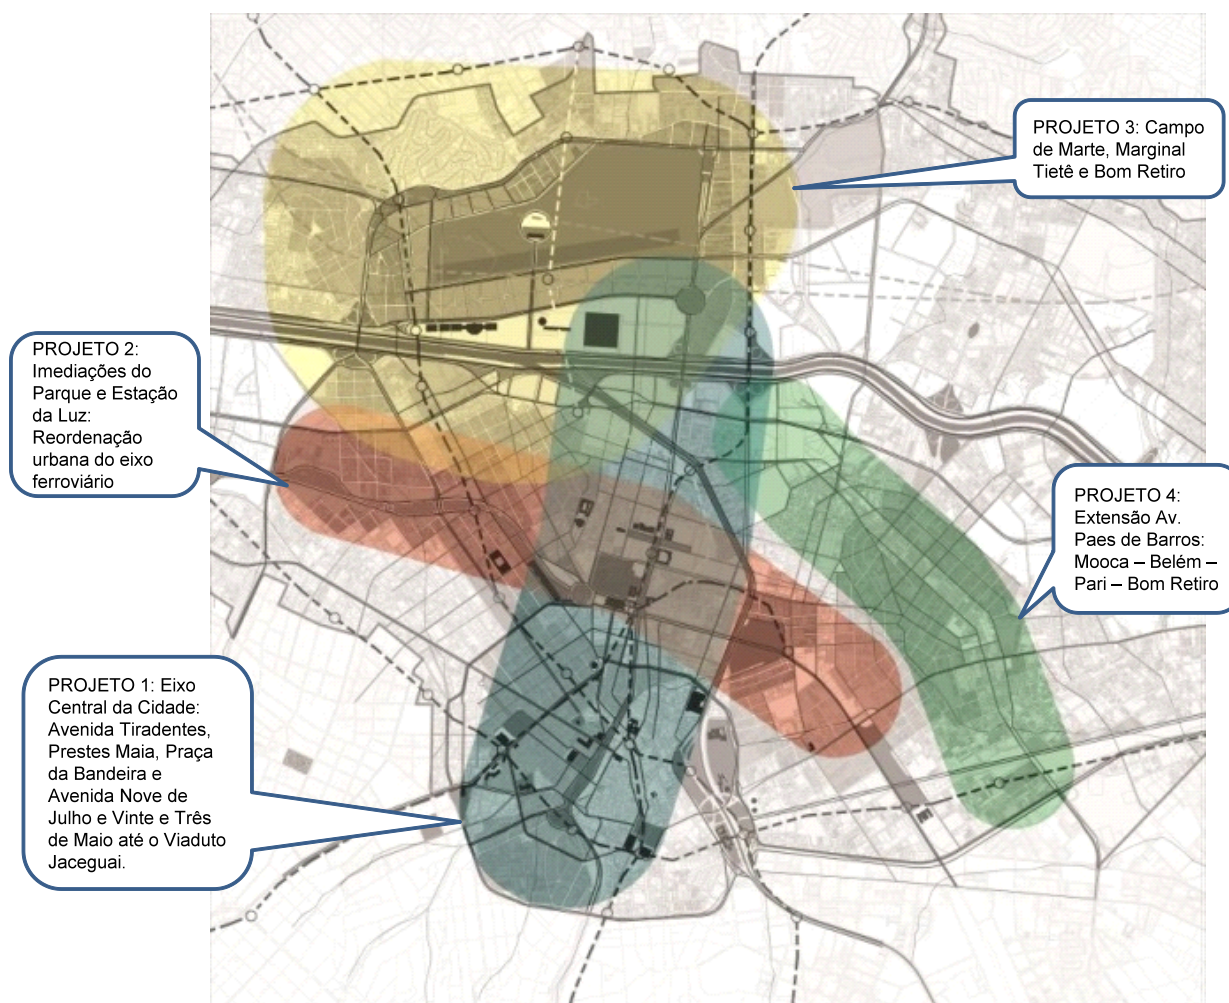 PROJETO 3: Campo
de Marte, Marginal
Tietê e Bom Retiro
PROJETO 2:
Imediações do
Parque e Estação
da Luz:
Reordenação
urbana do eixo
ferroviário
PROJETO 4:
Extensão Av.
Paes de Barros:
Mooca – Belém –
Pari – Bom Retiro
PROJETO 1: Eixo
Central da Cidade:
Avenida Tiradentes,
Prestes Maia, Praça
da Bandeira e
Avenida Nove de
Julho e Vinte e Três
de Maio até o Viaduto
Jaceguai.